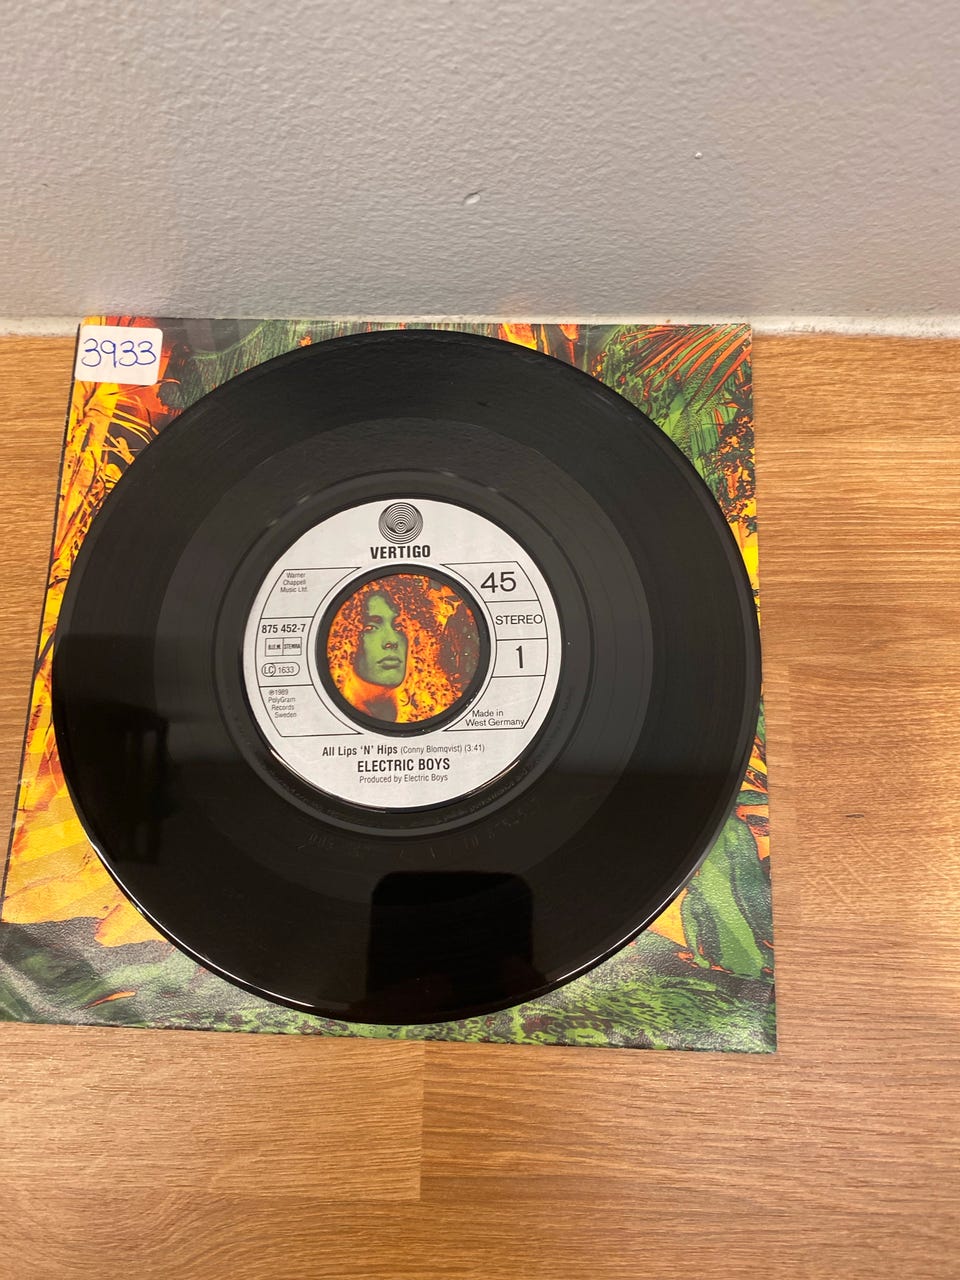 3933
VERTIGO
Warner
Chappell
Music Ltd.
45
875 452-7
STEREO
B.I.E.M. STEMRA
LC 1633
1
℗1989
PolyGram
Records
Sweden
Made in
West Germany
All Lips 'N' Hips (Conny Blomqvist) (3:41)
ELECTRIC BOYS
Produced by Electric Boys